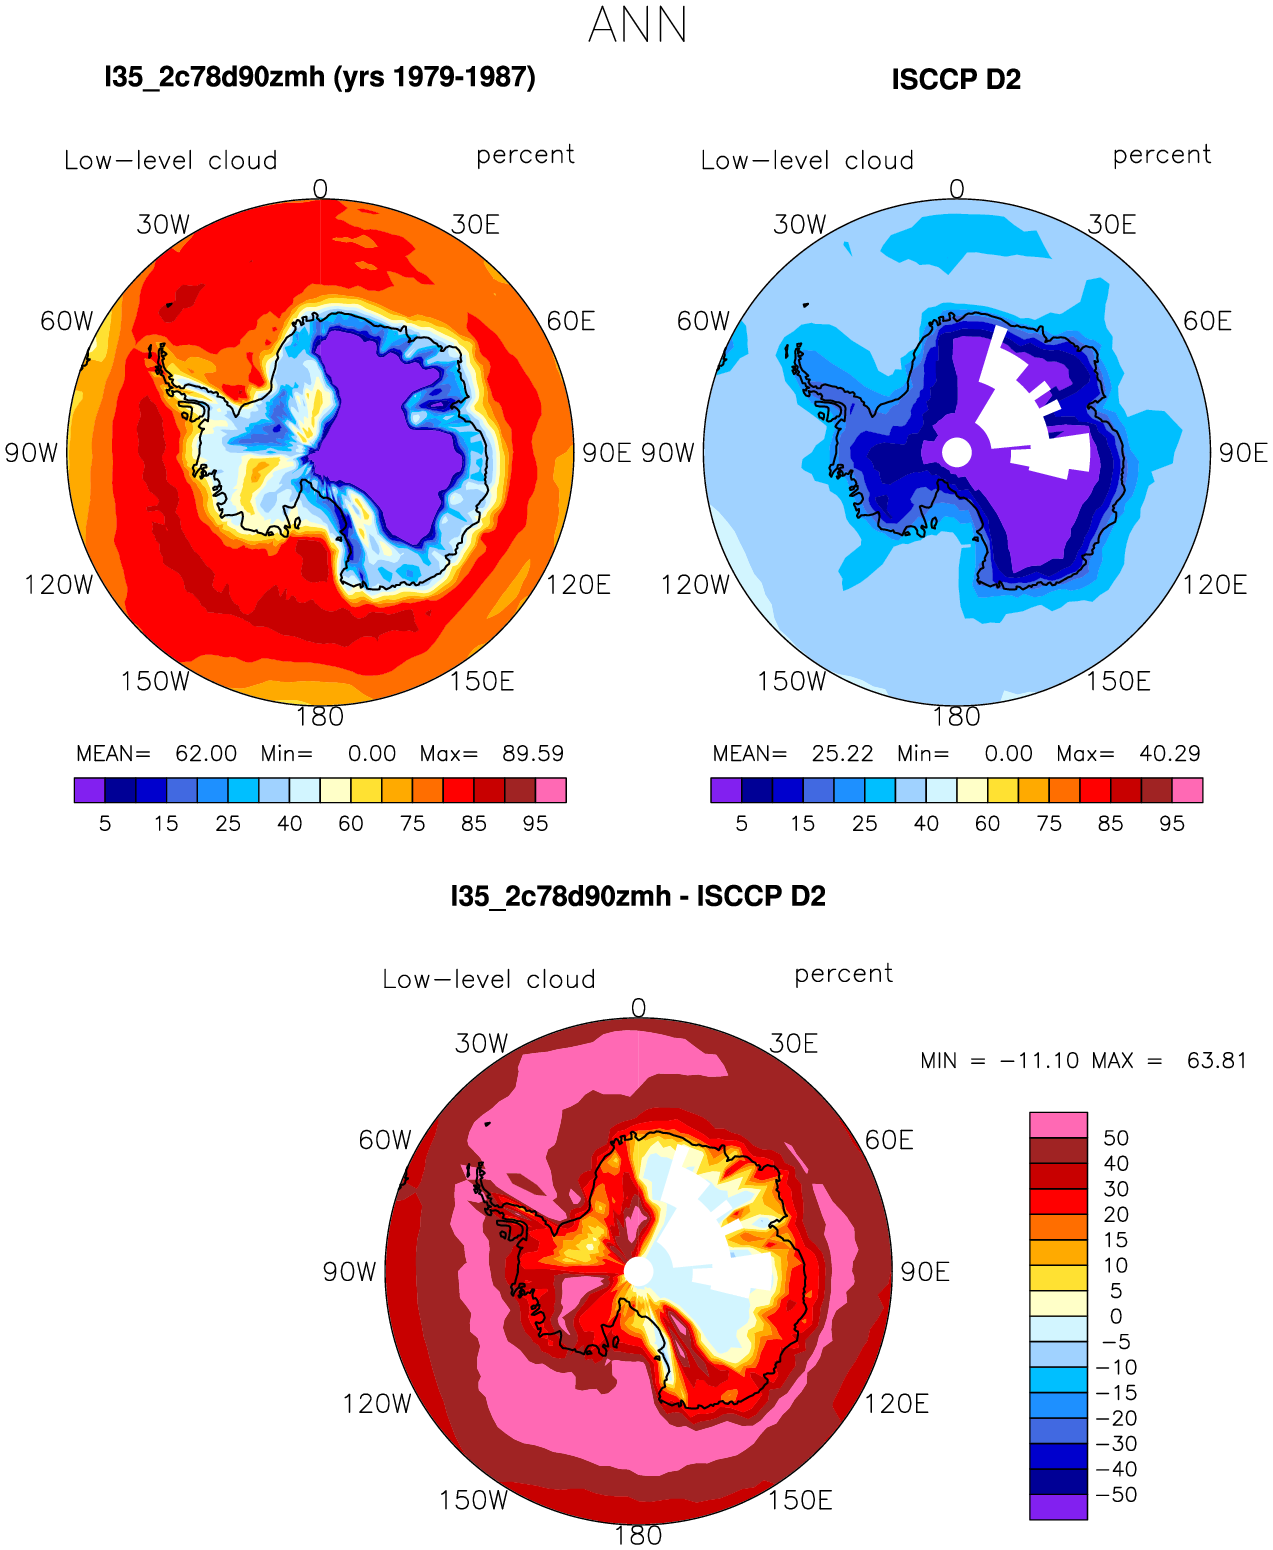 ANN
I35_2c78d90zmh (yrs 1979-1987)
ISCCP D2
Low-level cloud percent
Low-level cloud percent
0
30W 30E
60W 60E
90W 90E
120W 120E
150W 150E
180
0
30W 30E
60W 60E
90W 90E
120W 120E
150W 150E
180
MEAN= 62.00 Min= 0.00 Max= 89.59
5 15 25 40 60 75 85 95
MEAN= 25.22 Min= 0.00 Max= 40.29
5 15 25 40 60 75 85 95
I35_2c78d90zmh - ISCCP D2
Low-level cloud percent
0
30W 30E
60W 60E
90W 90E
120W 120E
150W 150E
180
MIN = -11.10 MAX = 63.81
50
40
30
20
15
10
5
0
-5
-10
-15
-20
-30
-40
-50